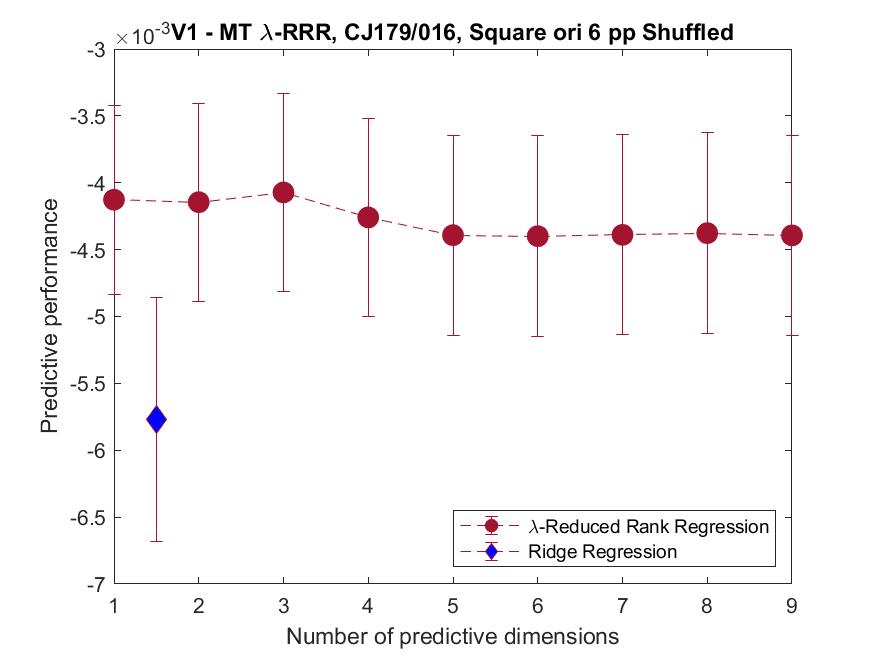 ×10-3
V1 - MT λ-RRR, CJ179/016, Square ori 6 pp Shuffled
-3
-3.5
-4
-4.5
-5
-5.5
-6
-6.5
-7
Predictive performance
1 2 3 4 5 6 7 8 9
Number of predictive dimensions
λ-Reduced Rank Regression
Ridge Regression